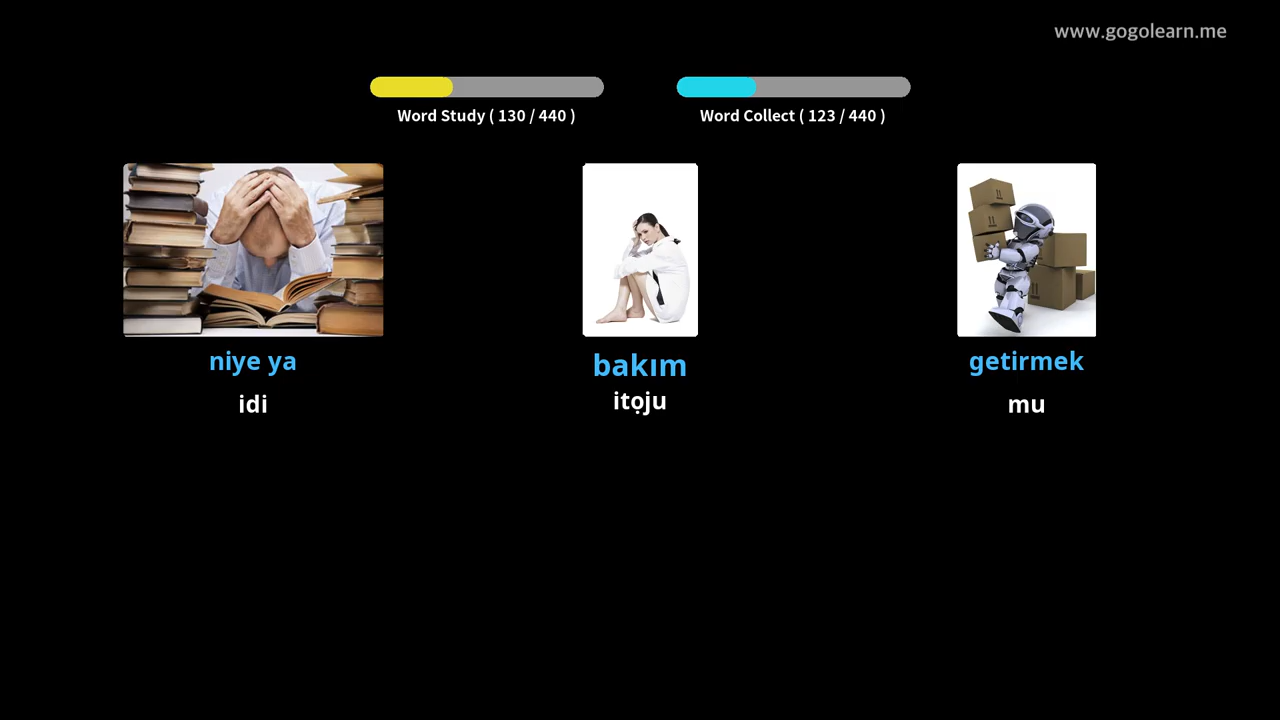 www.gogolearn.me
Word Study ( 130 / 440 )
Word Collect ( 123 / 440 )
niye ya
bakım
getirmek
idi
itọju
mu